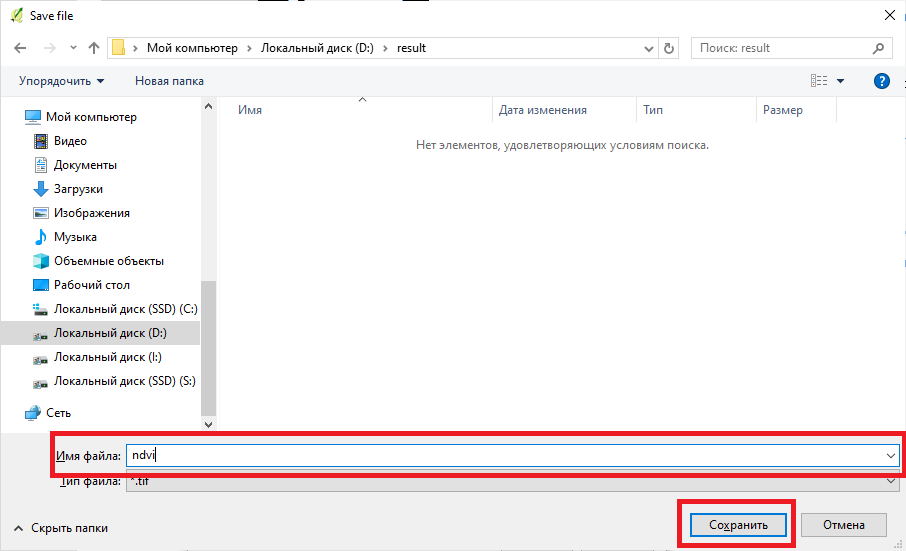 Save file
Мой компьютер › Локальный диск (D:) › result
Поиск: result
Упорядочить
Новая папка
?
Имя
Дата изменения
Тип
Размер
Нет элементов, удовлетворяющих условиям поиска.
Мой компьютер
Видео
Документы
Загрузки
Изображения
Музыка
Объемные объекты
Рабочий стол
Локальный диск (SSD) (C:)
Локальный диск (D:)
Локальный диск (I:)
Локальный диск (SSD) (S:)
Сеть
Имя файла: ndvi
Тип файла: *.tif
Скрыть папки
Сохранить
Отмена